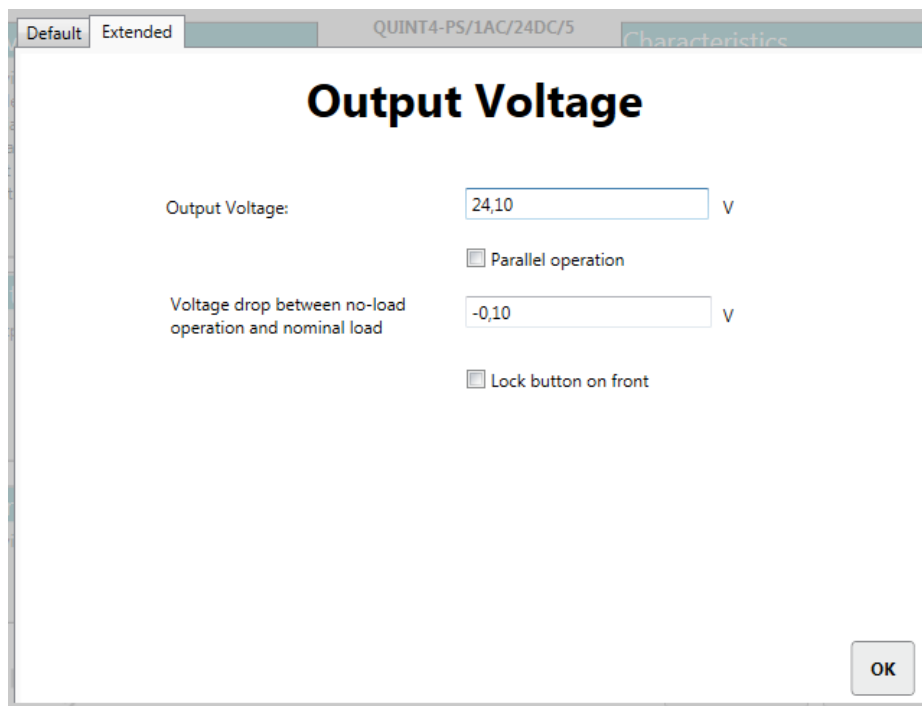 Default
Extended
QUINT4-PS/1AC/24DC/5
Characteristics
Output Voltage
Output Voltage:
24,10
V
Parallel operation
Voltage drop between no-load
operation and nominal load
-0,10
V
Lock button on front
OK